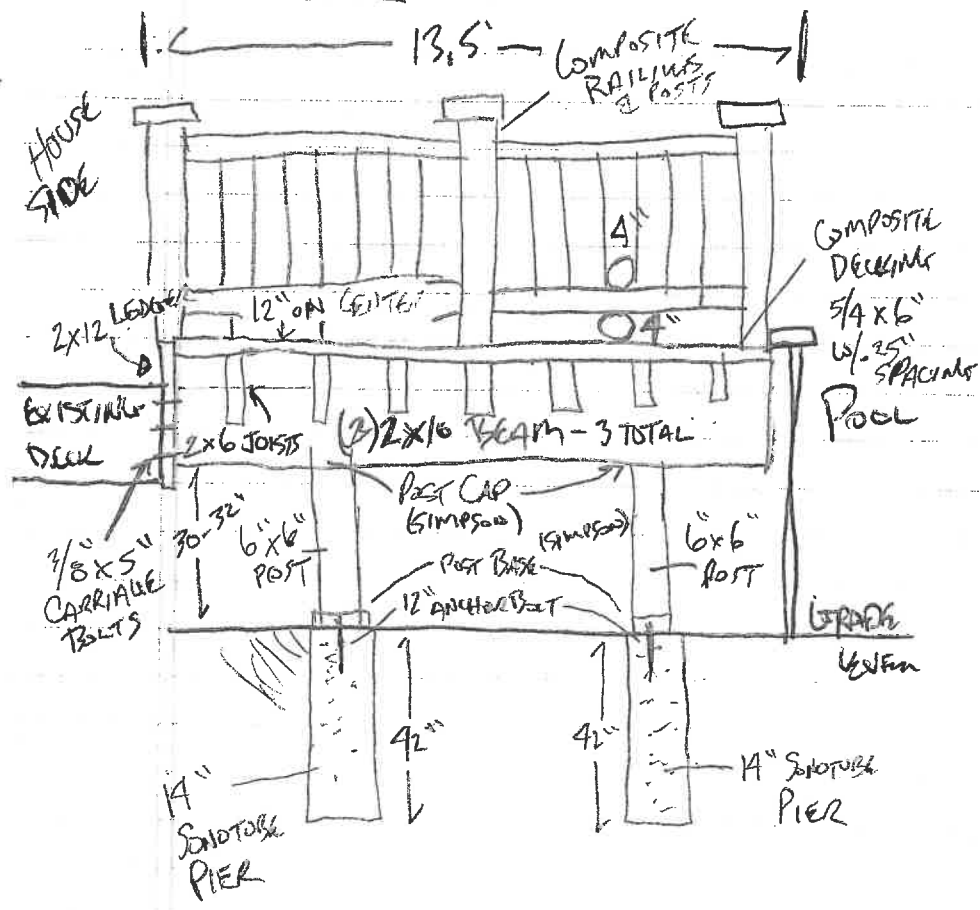 13.5'
COMPOSITE
RAILINGS
& POSTS
HOUSE
SIDE
4"
COMPOSITE
DECKING
5/4 x 6"
W/.25"
SPACING
2x12 LEDGER
12" ON CENTER
4"
POOL
EXISTING
DECK
2x6 JOISTS
(2) 2x10 BEAM - 3 TOTAL
POST CAP
(SIMPSON)
3/8" x 5"
CARRIAGE
BOLTS
30-32"
6"x6"
POST
POST BASE (SIMPSON)
12" ANCHOR BOLT
6"x6"
POST
GRADE
LEVEL
42"
42"
14"
SONOTUBE
PIER
14" SONOTUBE
PIER